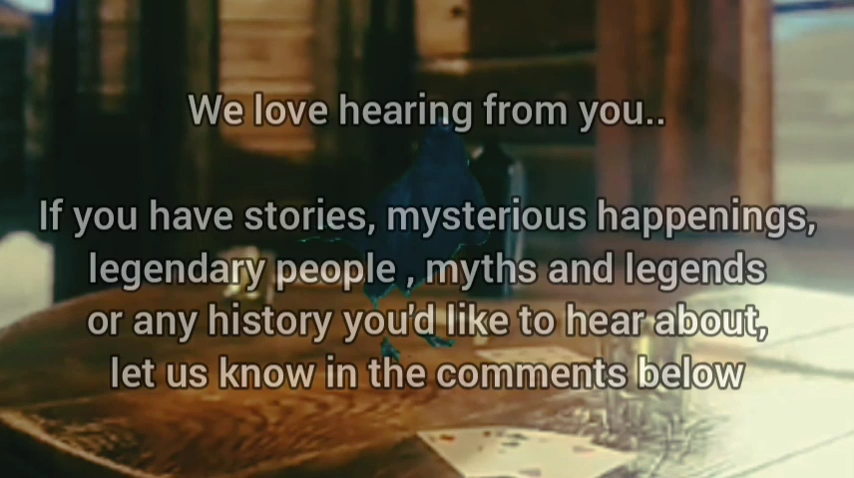 We love hearing from you..
If you have stories, mysterious happenings,
legendary people , myths and legends
or any history you'd like to hear about,
let us know in the comments below